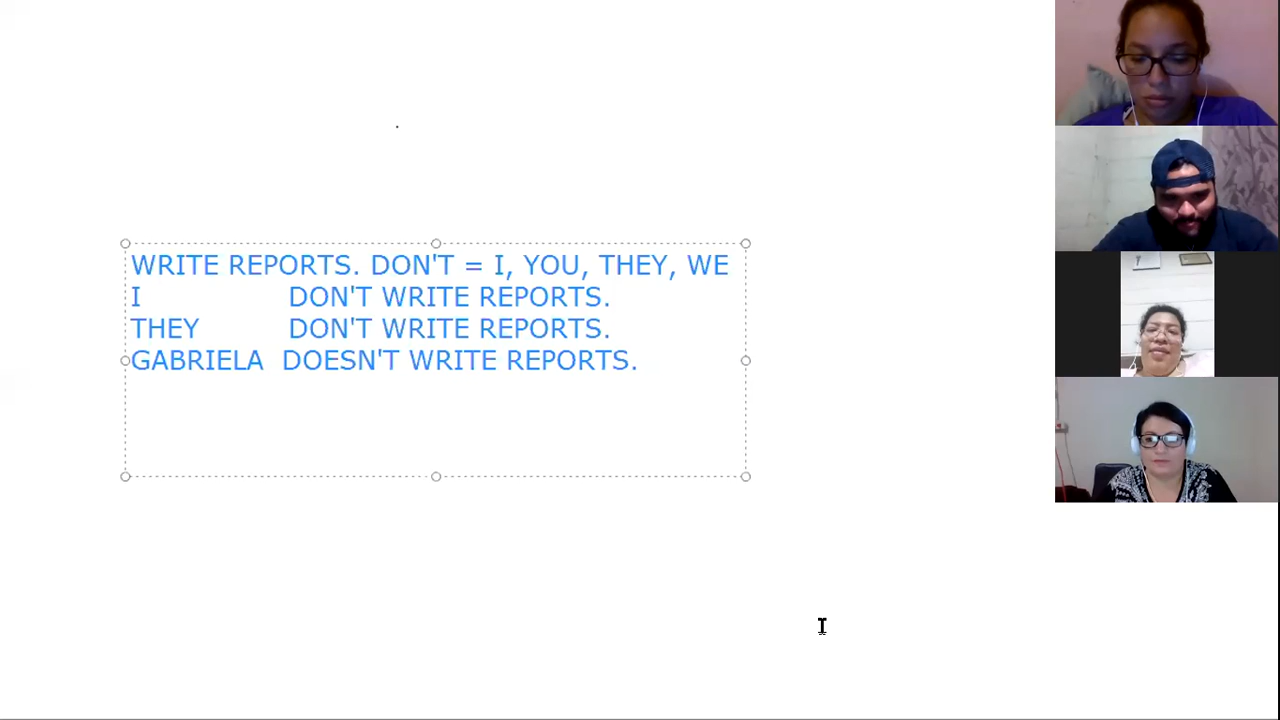 WRITE REPORTS. DON'T = I, YOU, THEY, WE
I DON'T WRITE REPORTS.
THEY DON'T WRITE REPORTS.
GABRIELA DOESN'T WRITE REPORTS.